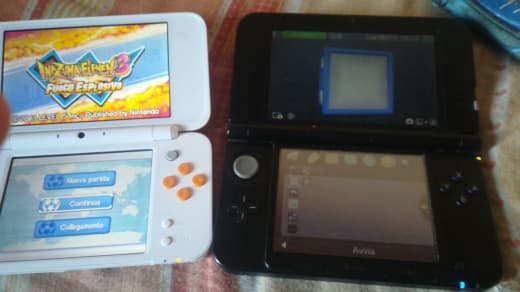 INAZUMA ELEVEN 3
FUOCO ESPLOSIVO
Published by Nintendo
Nuova partita
Continua
Collegamento
Avvia